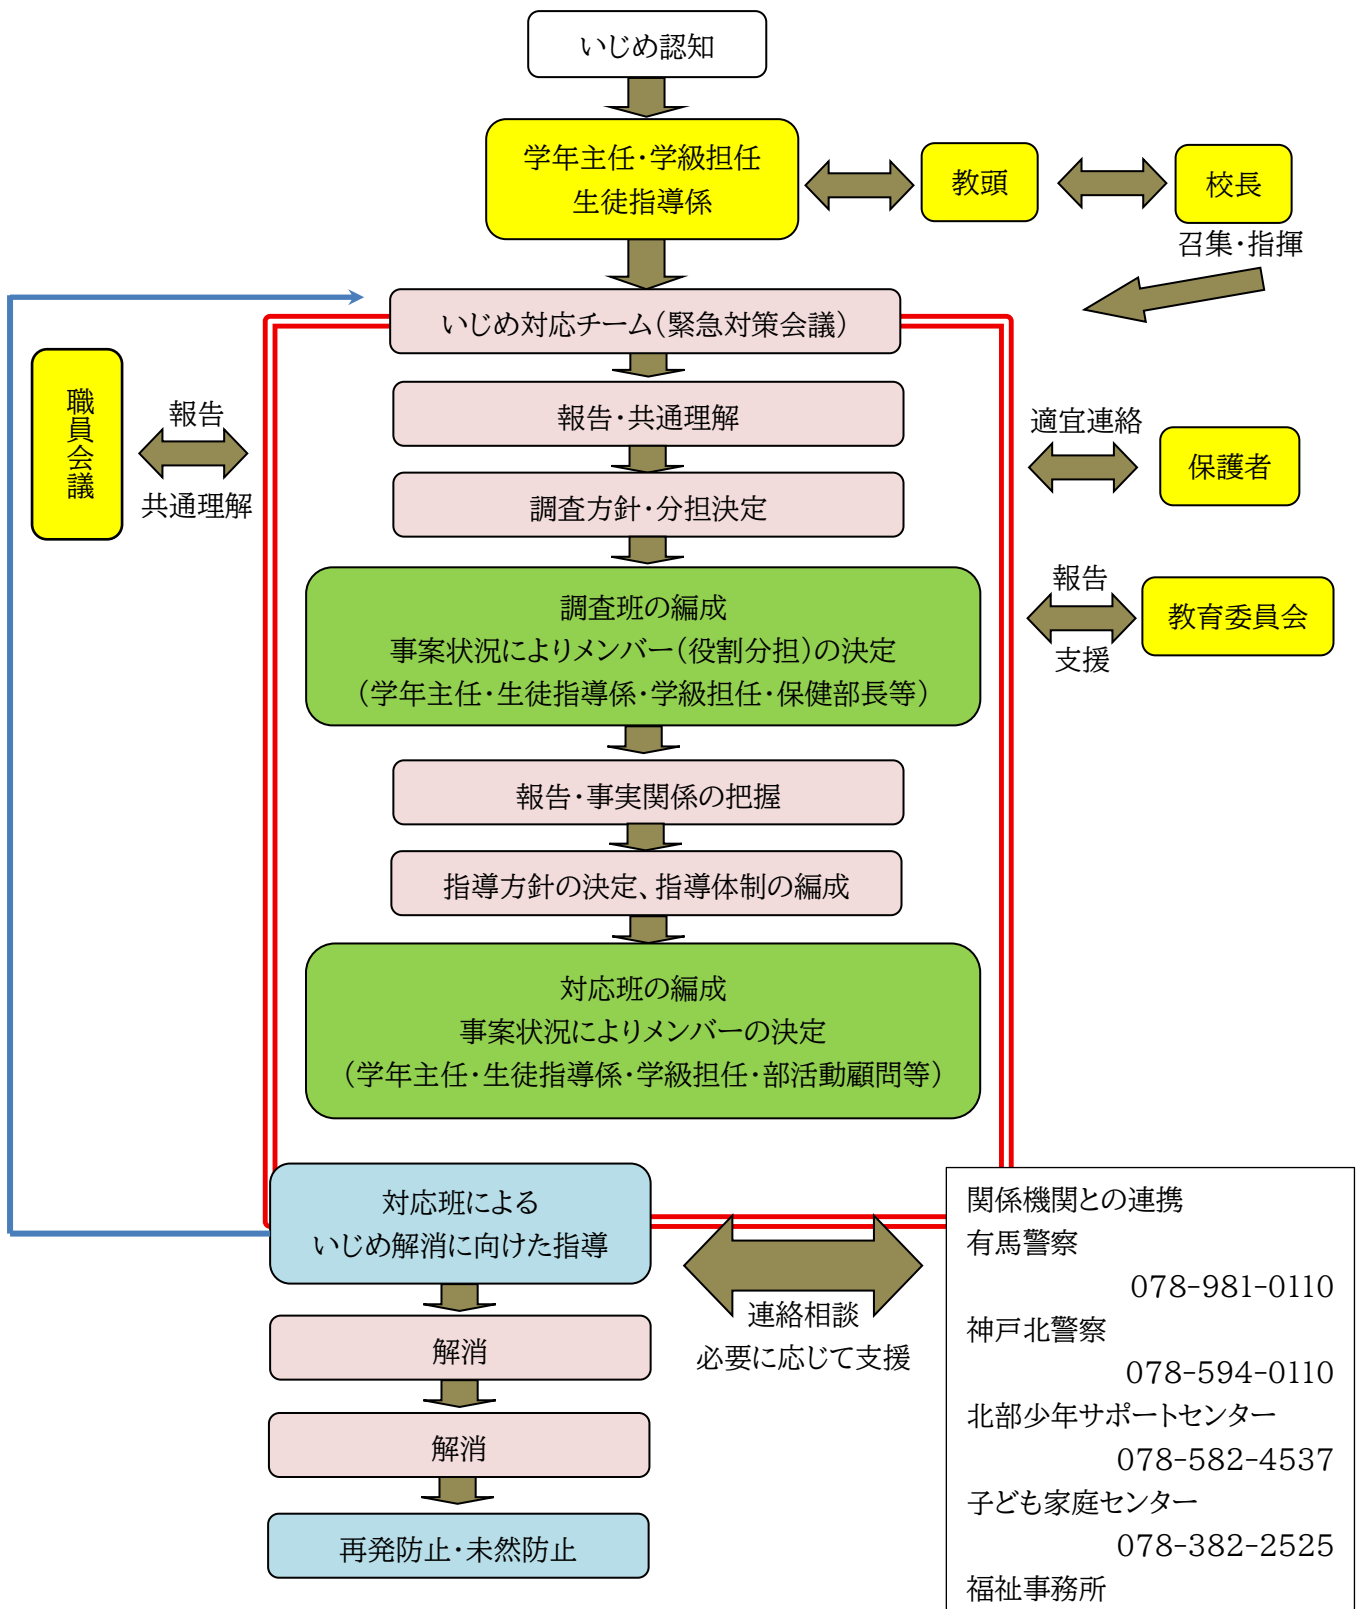 いじめ認知
学年主任・学級担任
生徒指導係
教頭
校長
召集・指揮
いじめ対応チーム(緊急対策会議)
職員会議
報告
共通理解
報告・共通理解
適宜連絡
保護者
調査方針・分担決定
調査班の編成
事案状況によりメンバー(役割分担)の決定
(学年主任・生徒指導係・学級担任・保健部長等)
報告
支援
教育委員会
報告・事実関係の把握
指導方針の決定、指導体制の編成
対応班の編成
事案状況によりメンバーの決定
(学年主任・生徒指導係・学級担任・部活動顧問等)
対応班による
いじめ解消に向けた指導
連絡相談
必要に応じて支援
解消
解消
再発防止・未然防止
関係機関との連携
有馬警察
078-981-0110
神戸北警察
078-594-0110
北部少年サポートセンター
078-582-4537
子ども家庭センター
078-382-2525
福祉事務所